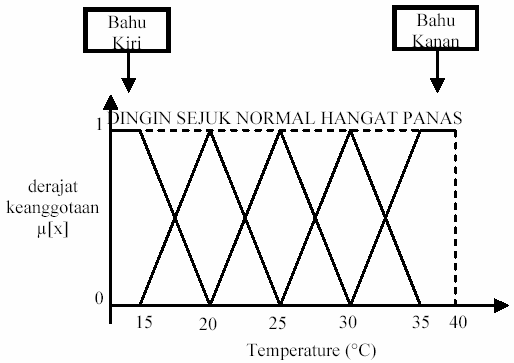 Bahu
Kiri
Bahu
Kanan
DINGIN SEJUK NORMAL HANGAT PANAS
1
derajat
keanggotaan
µ[x]
0
15 20 25 30 35 40
Temperature (°C)